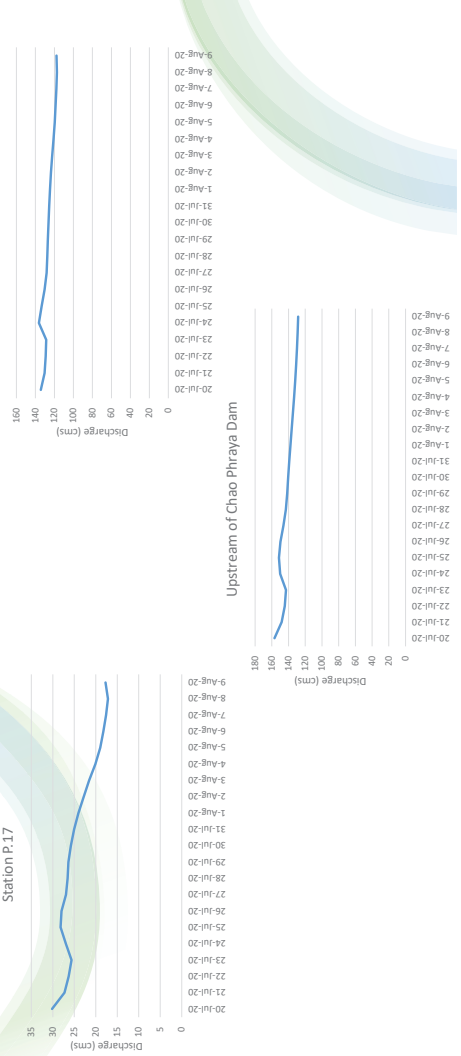 Station P.17
Discharge (cms)
35
30
25
20
15
10
5
0
20-Jul-20
21-Jul-20
22-Jul-20
23-Jul-20
24-Jul-20
25-Jul-20
26-Jul-20
27-Jul-20
28-Jul-20
29-Jul-20
30-Jul-20
31-Jul-20
1-Aug-20
2-Aug-20
3-Aug-20
4-Aug-20
5-Aug-20
6-Aug-20
7-Aug-20
8-Aug-20
9-Aug-20
Discharge (cms)
160
140
120
100
80
60
40
20
0
20-Jul-20
21-Jul-20
22-Jul-20
23-Jul-20
24-Jul-20
25-Jul-20
26-Jul-20
27-Jul-20
28-Jul-20
29-Jul-20
30-Jul-20
31-Jul-20
1-Aug-20
2-Aug-20
3-Aug-20
4-Aug-20
5-Aug-20
6-Aug-20
7-Aug-20
8-Aug-20
9-Aug-20
Upstream of Chao Phraya Dam
Discharge (cms)
180
160
140
120
100
80
60
40
20
0
20-Jul-20
21-Jul-20
22-Jul-20
23-Jul-20
24-Jul-20
25-Jul-20
26-Jul-20
27-Jul-20
28-Jul-20
29-Jul-20
30-Jul-20
31-Jul-20
1-Aug-20
2-Aug-20
3-Aug-20
4-Aug-20
5-Aug-20
6-Aug-20
7-Aug-20
8-Aug-20
9-Aug-20